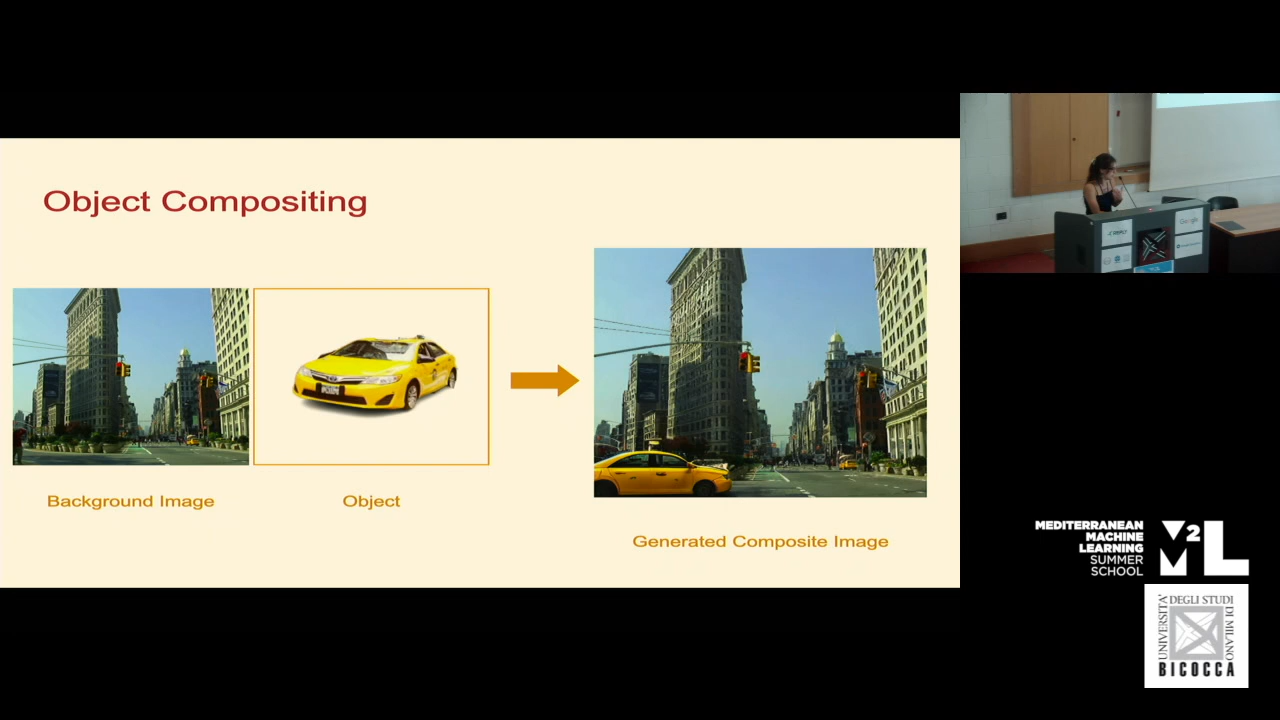 Object Compositing
Background Image
Object
Generated Composite Image
Google
MEDITERRANEAN
MACHINE
LEARNING
SUMMER
SCHOOL
M2L
UNIVERSITÀ
DEGLI STUDI
DI MILANO
BICOCCA